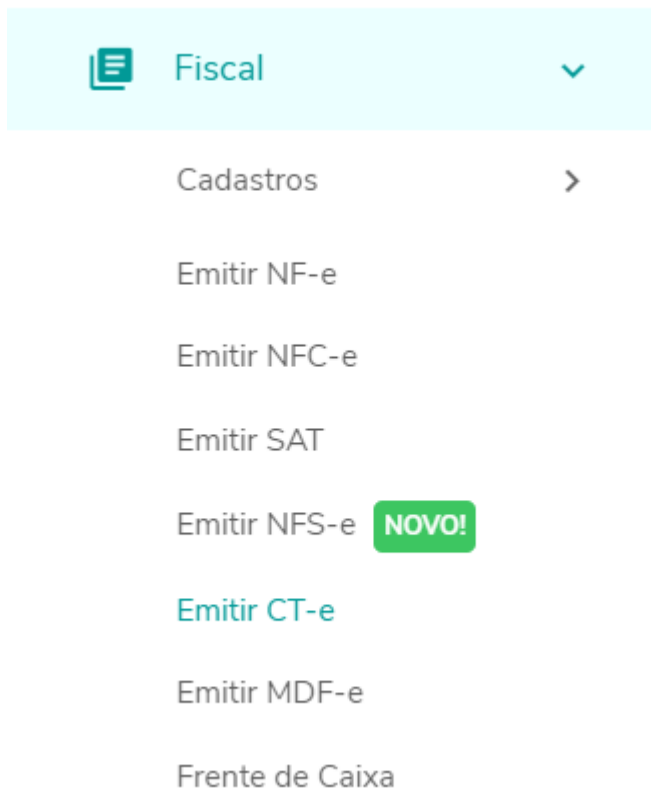 Fiscal
Cadastros
Emitir NF-e
Emitir NFC-e
Emitir SAT
Emitir NFS-e NOVO!
Emitir CT-e
Emitir MDF-e
Frente de Caixa